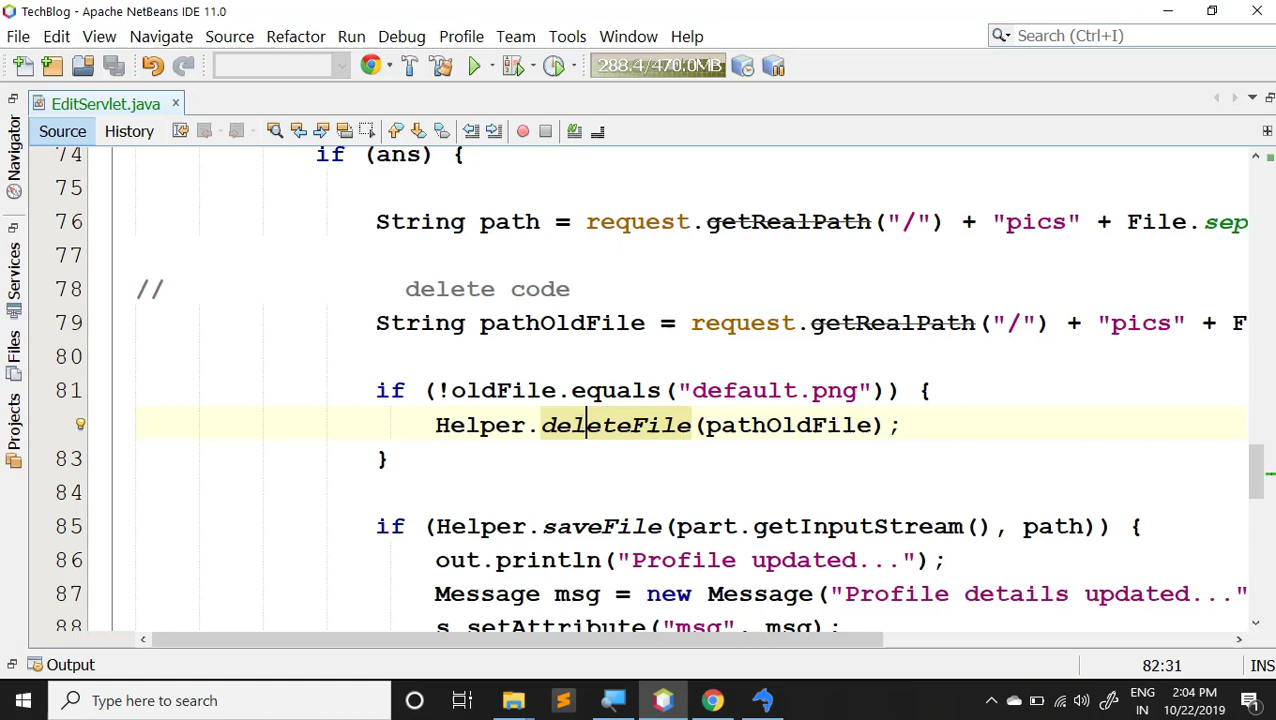 TechBlog - Apache NetBeans IDE 11.0
File Edit View Navigate Source Refactor Run Debug Profile Team Tools Window Help
Search (Ctrl+I)
288.4/470.0MB
EditServlet.java
Source History
Navigator
Services
Files
Projects
74 if (ans) {
75
76 String path = request.getRealPath("/") + "pics" + File.sep
77
78 // delete code
79 String pathOldFile = request.getRealPath("/") + "pics" + F
80
81 if (!oldFile.equals("default.png")) {
Helper.deleteFile(pathOldFile);
83 }
84
85 if (Helper.saveFile(part.getInputStream(), path)) {
86 out.println("Profile updated...");
87 Message msg = new Message("Profile details updated..."
88 s.setAttribute("msg", msg);
Output
82:31 INS
Type here to search
ENG
IN
2:04 PM
10/22/2019
1